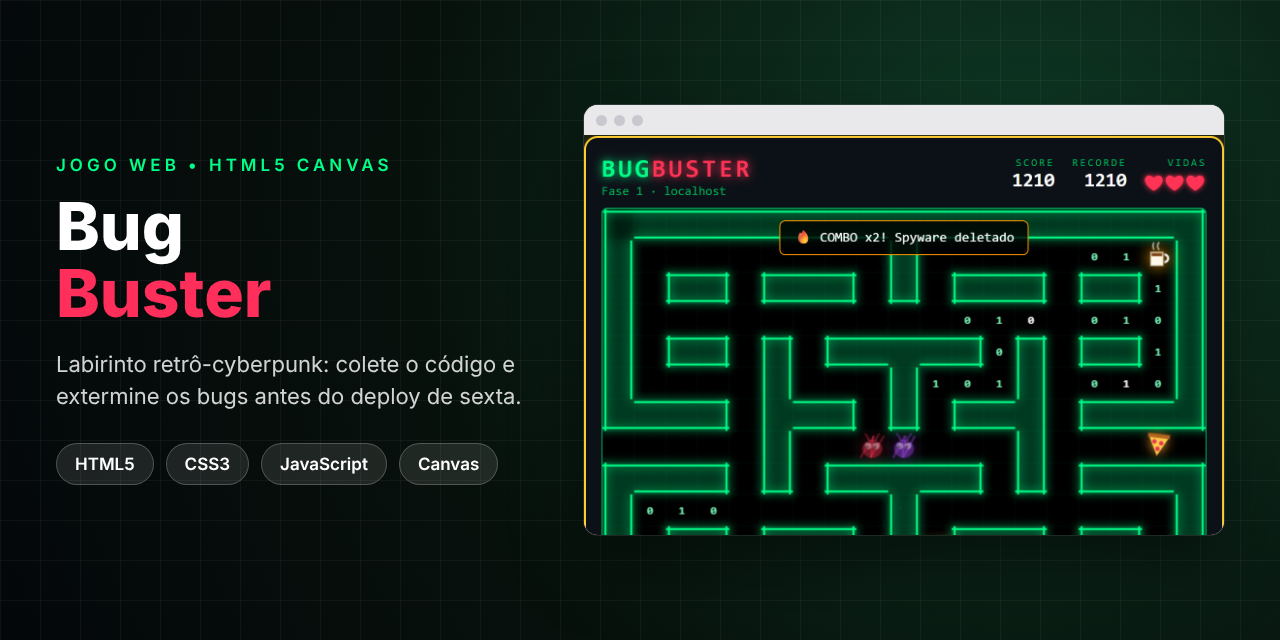 JOGO WEB • HTML5 CANVAS
Bug
Buster
Labirinto retrô-cyberpunk: colete o código e
extermine os bugs antes do deploy de sexta.
HTML5 CSS3 JavaScript Canvas
BUGBUSTER
Fase 1 · localhost
SCORE RECORDE VIDAS
1210 1210
COMBO x2! Spyware deletado
0 1
1
0 1 0 0 1 0
0 1
1 0 1 0 1 0
0 1 0